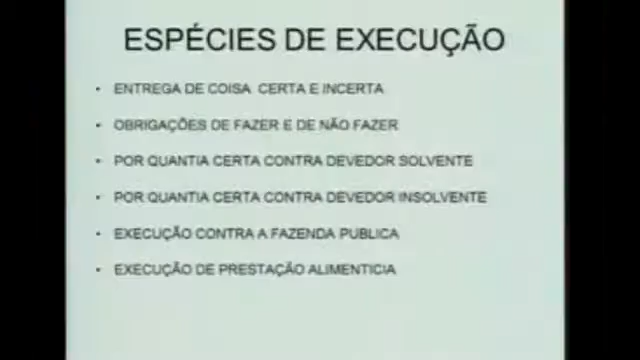 ESPÉCIES DE EXECUÇÃO
• ENTREGA DE COISA CERTA E INCERTA
• OBRIGAÇÕES DE FAZER E DE NÃO FAZER
• POR QUANTIA CERTA CONTRA DEVEDOR SOLVENTE
• POR QUANTIA CERTA CONTRA DEVEDOR INSOLVENTE
• EXECUÇÃO CONTRA A FAZENDA PUBLICA
• EXECUÇÃO DE PRESTAÇÃO ALIMENTICIA